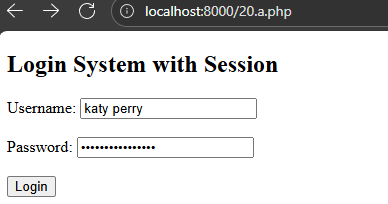 localhost:8000/20.a.php
Login System with Session
Username: katy perry
Password: ••••••••••••••••
Login